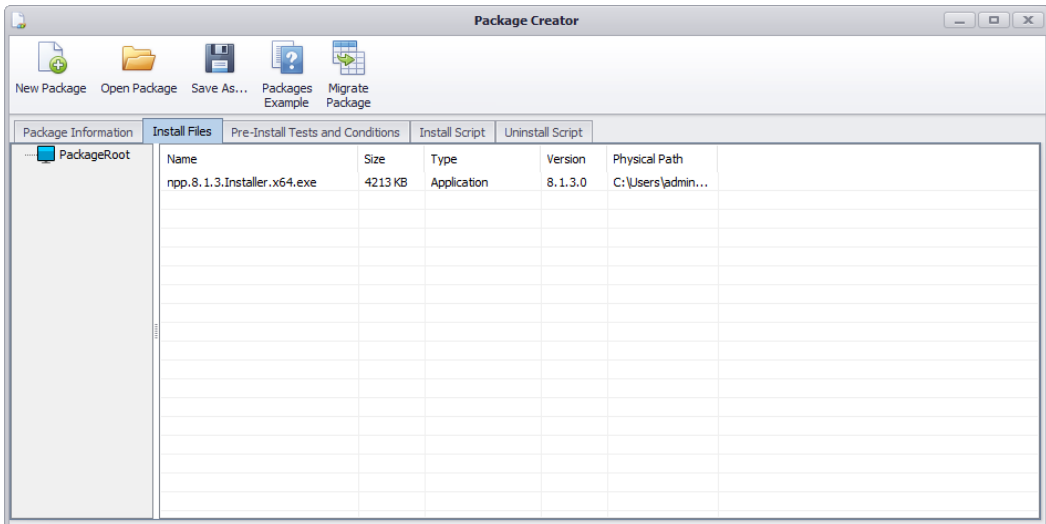 Package Creator
New Package Open Package Save As... Packages Example Migrate Package
Package Information Install Files Pre-Install Tests and Conditions Install Script Uninstall Script
PackageRoot
Name Size Type Version Physical Path
npp.8.1.3.Installer.x64.exe 4213 KB Application 8.1.3.0 C:\Users\admin...